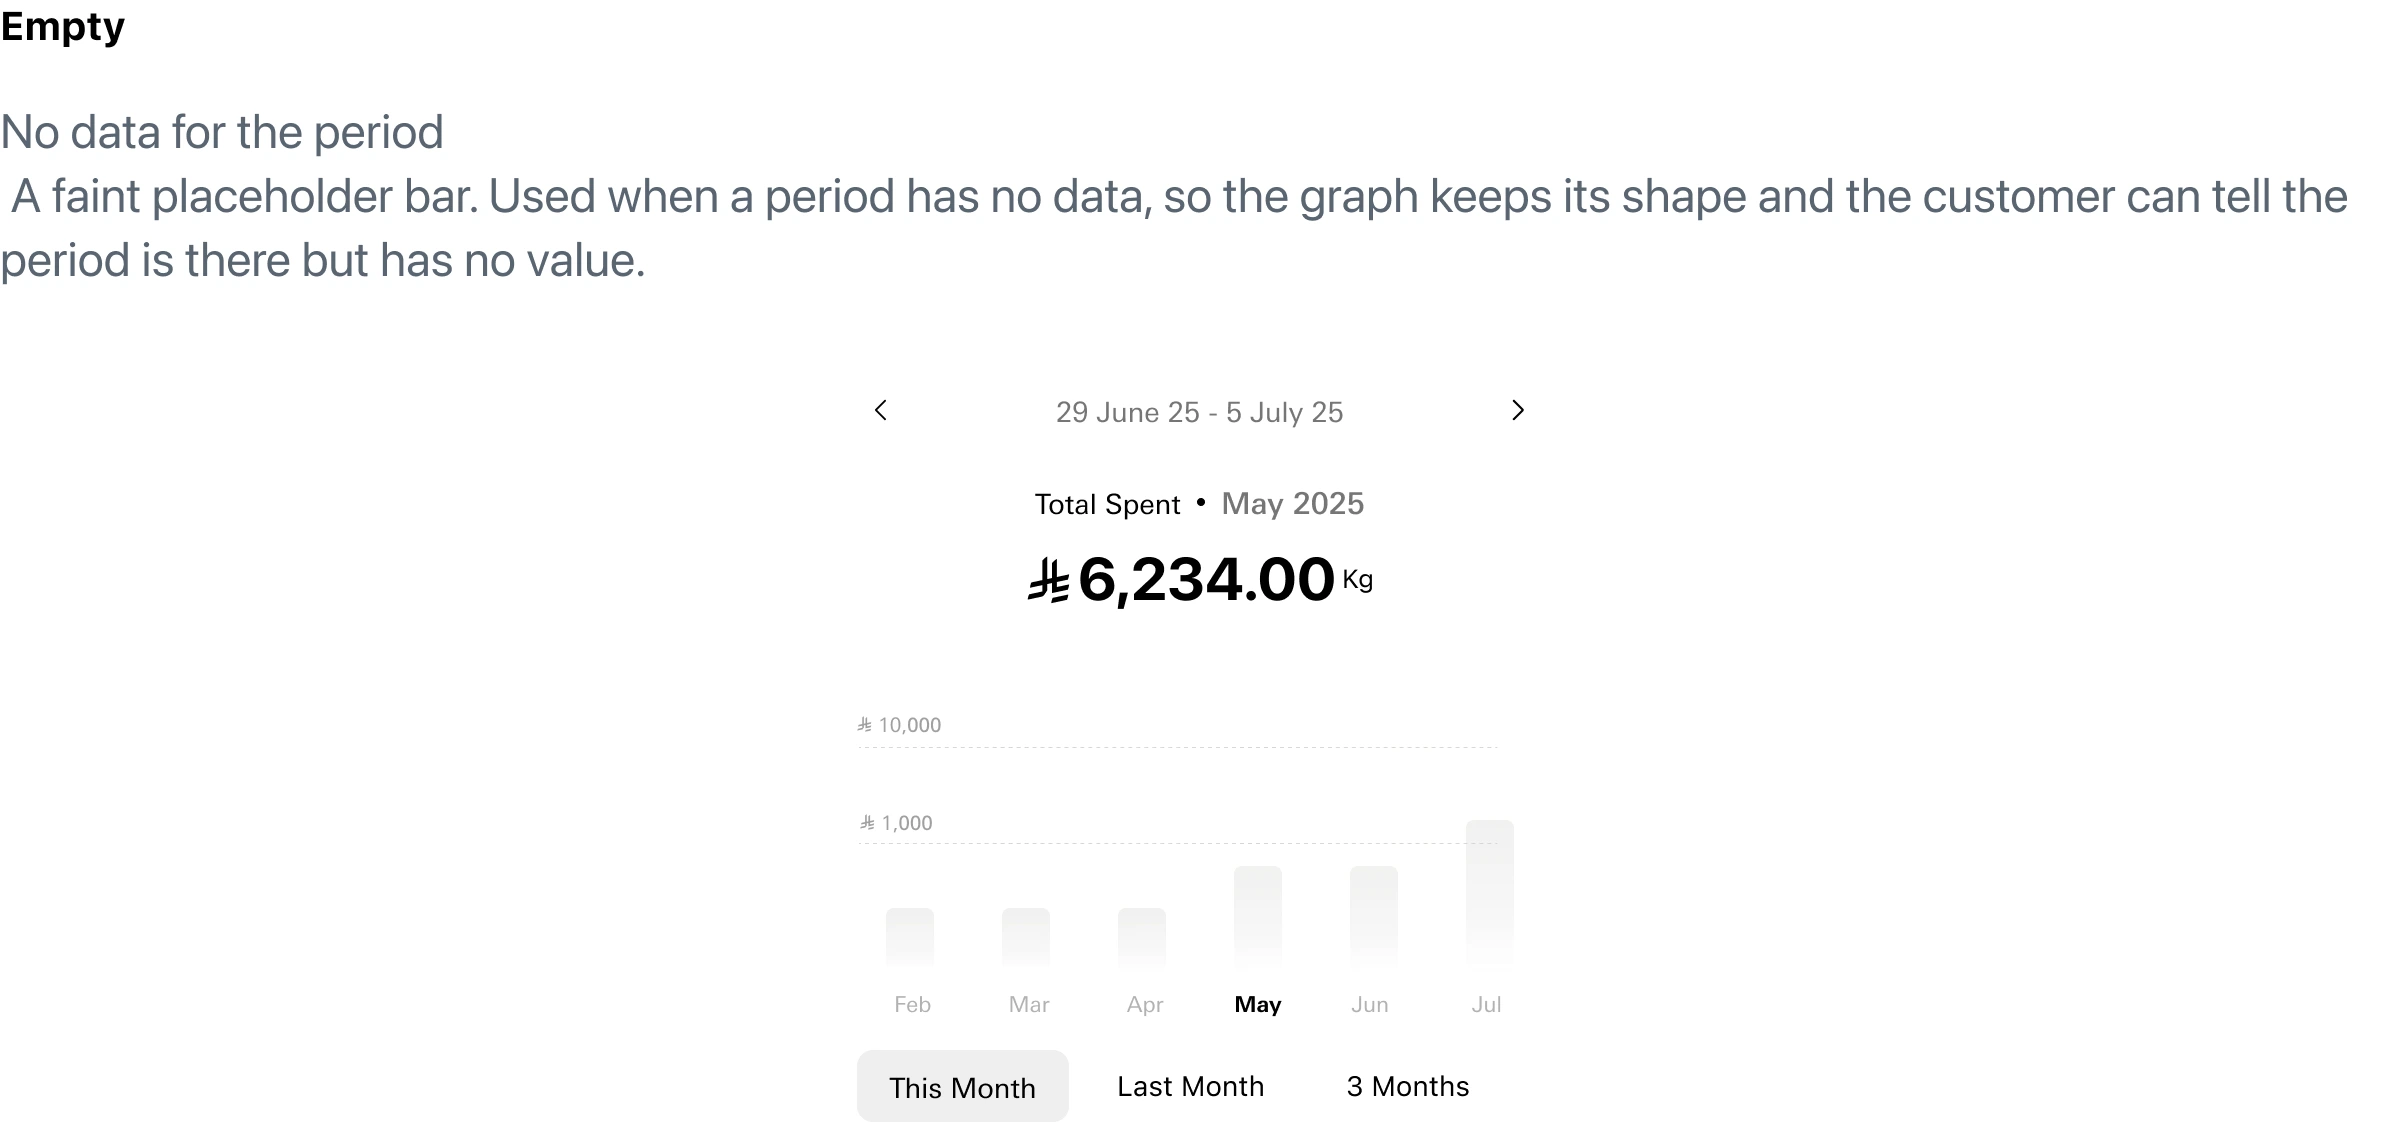 Empty
No data for the period
A faint placeholder bar. Used when a period has no data, so the graph keeps its shape and the customer can tell the
period is there but has no value.
29 June 25 - 5 July 25
Total Spent • May 2025
⃁6,234.00 Kg
⃁ 10,000
⃁ 1,000
Feb Mar Apr May Jun Jul
This Month Last Month 3 Months